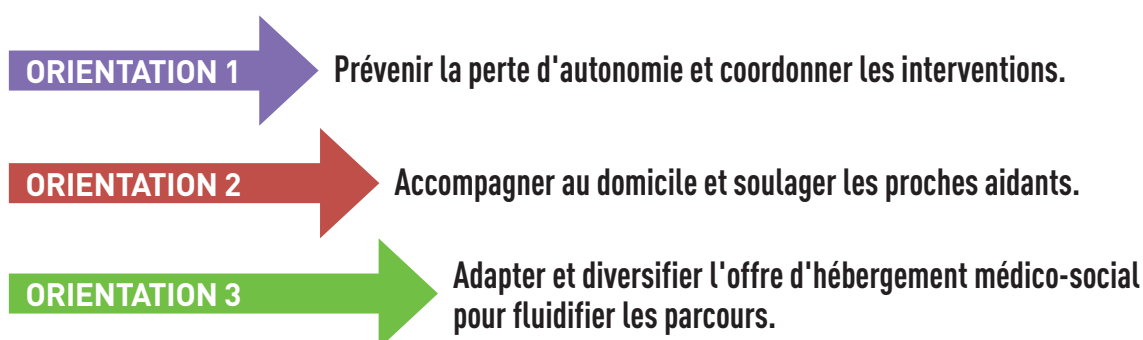 ORIENTATION 1
Prévenir la perte d'autonomie et coordonner les interventions.
ORIENTATION 2
Accompagner au domicile et soulager les proches aidants.
ORIENTATION 3
Adapter et diversifier l'offre d'hébergement médico-social
pour fluidifier les parcours.